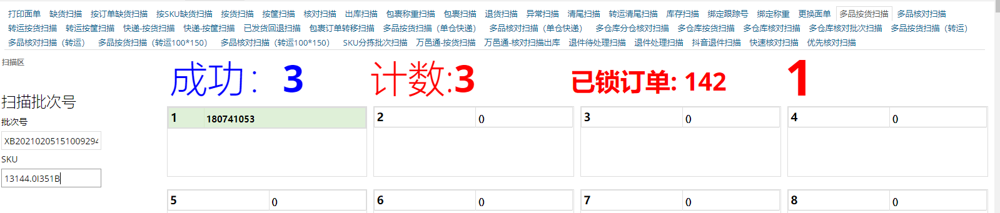 打印面单 缺货扫描 按订单缺货扫描 按SKU缺货扫描 按货扫描 按筐扫描 核对扫描 出库扫描 包裹称重扫描 包裹扫描 退货扫描 异常扫描 清尾扫描 转运清尾扫描 库存扫描 绑定跟踪号 绑定称重 更换面单 多品按货扫描 多品核对扫描
转运按货扫描 转运按筐扫描 快递-按货扫描 快递-按筐扫描 已发货回退扫描 包裹订单转移扫描 多品按货扫描（单仓快递） 多品核对扫描（单仓快递） 多仓库分仓核对扫描 多仓库按货扫描 多仓库核对扫描 多仓库核对批次扫描 多品按货扫描（转运）
多品核对扫描（转运） 多品按货扫描（转运100*150） 多品核对扫描（转运100*150） SKU分拣批次扫描 万邑通-按货扫描 万邑通-核对扫描出库 退件待处理扫描 退件处理扫描 抖音退件扫描 快速核对扫描 优先核对扫描
扫描区
成功： 3 计数:3 已锁订单: 142 1
扫描批次号
批次号
XB20210205151009294
SKU
13144.0I351B
1 180741053 2 () 3 () 4 ()
5 () 6 () 7 () 8 ()